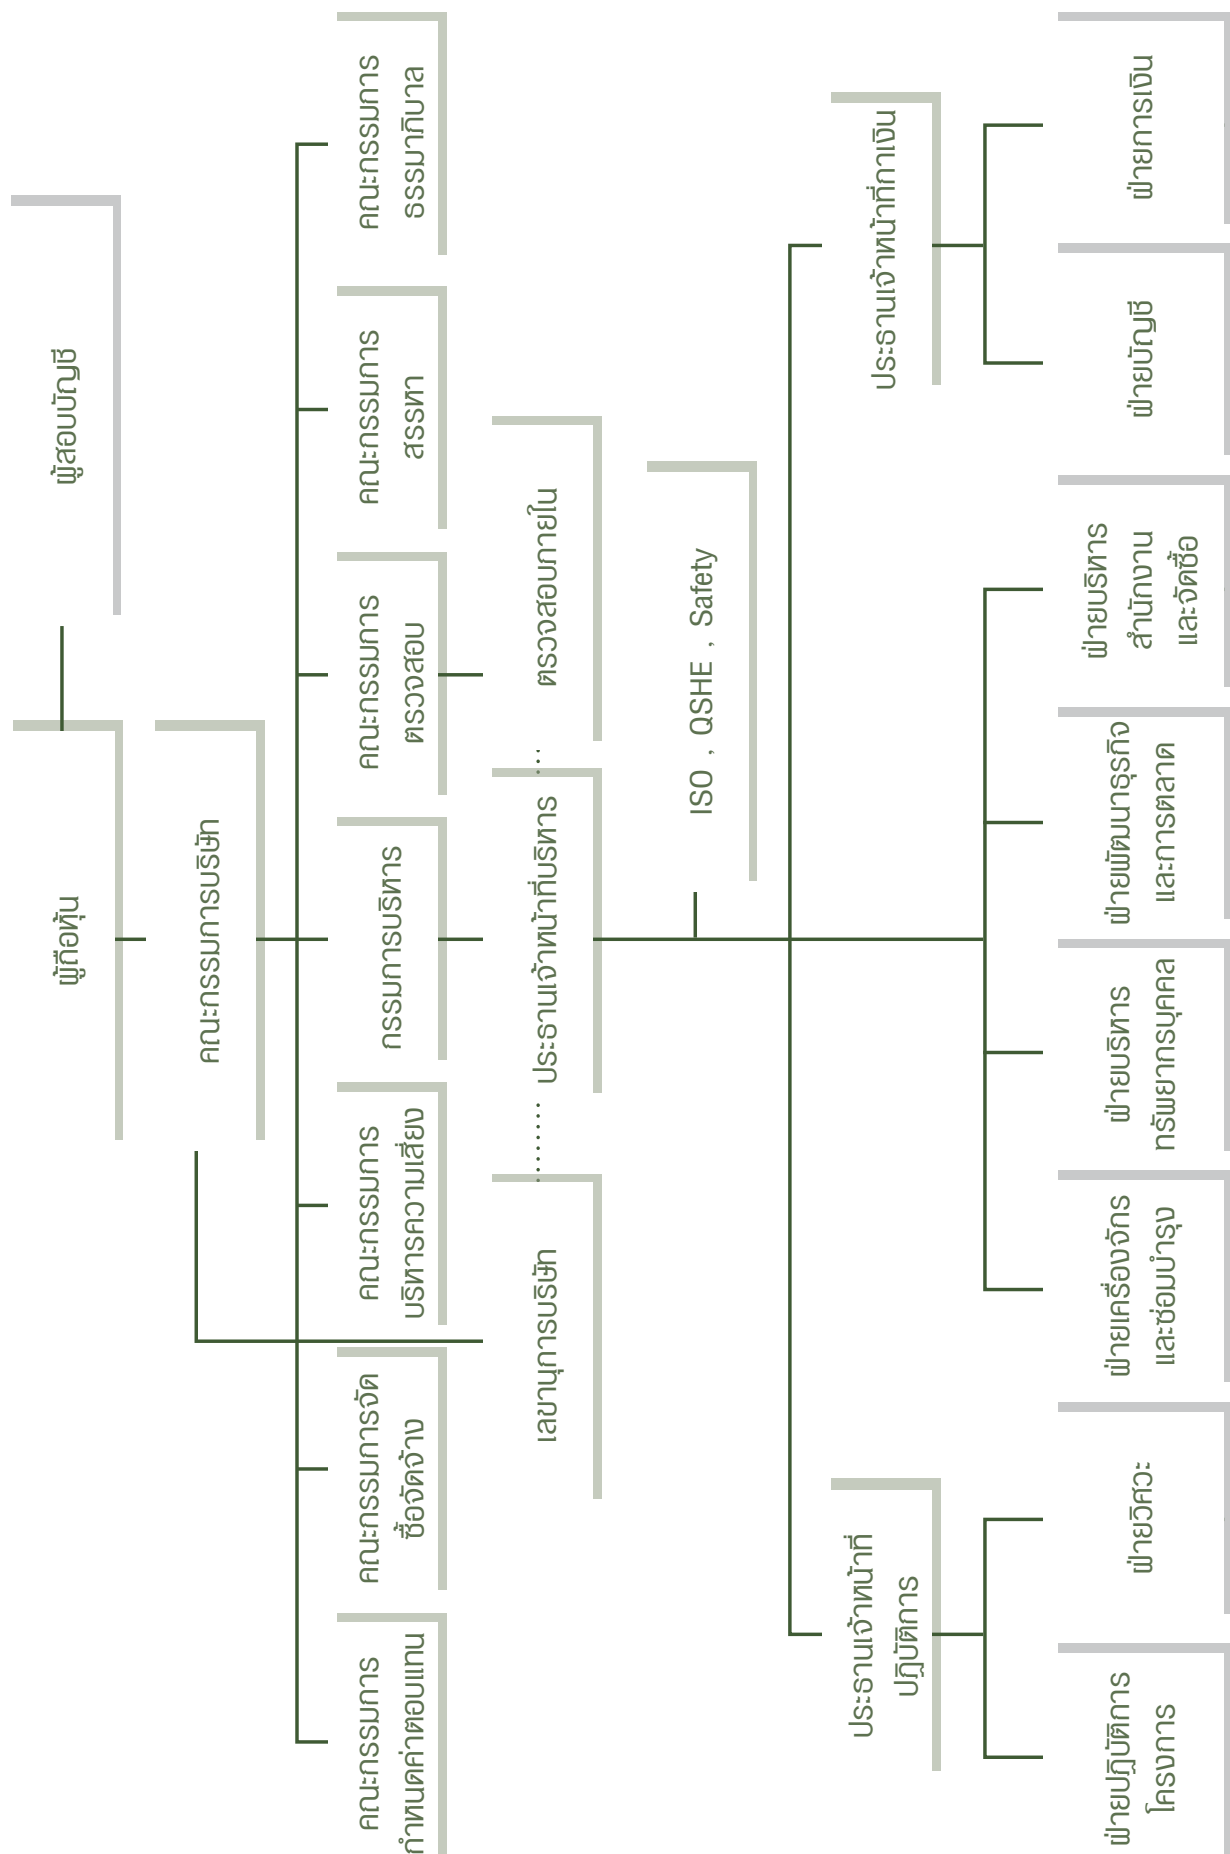 ผู้ถือหุ้น
ผู้สอบบัญชี
คณะกรรมการบริษัท
คณะกรรมการ
กำหนดค่าตอบแทน
คณะกรรมการจัด
ซื้อจัดจ้าง
คณะกรรมการ
บริหารความเสี่ยง
กรรมการบริหาร
คณะกรรมการ
ตรวจสอบ
คณะกรรมการ
สรรหา
คณะกรรมการ
ธรรมาภิบาล
เลขานุการบริษัท
ประธานเจ้าหน้าที่บริหาร
ตรวจสอบภายใน
ISO , QSHE , Safety
ประธานเจ้าหน้าที่
ปฏิบัติการ
ประธานเจ้าหน้าที่กาเงิน
ฝ่ายปฏิบัติการ
โครงการ
ฝ่ายวิศวะ
ฝ่ายเครื่องจักร
และซ่อมบำรุง
ฝ่ายบริหาร
ทรัพยากรบุคคล
ฝ่ายพัฒนาธุรกิจ
และการตลาด
ฝ่ายบริหาร
สำนักงาน
และจัดซื้อ
ฝ่ายบัญชี
ฝ่ายการเงิน